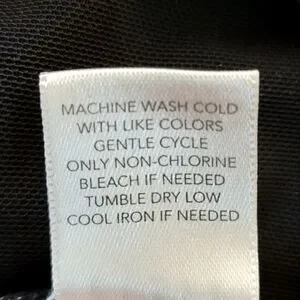 MACHINE WASH COLD
WITH LIKE COLORS
GENTLE CYCLE
ONLY NON-CHLORINE
BLEACH IF NEEDED
TUMBLE DRY LOW
COOL IRON IF NEEDED